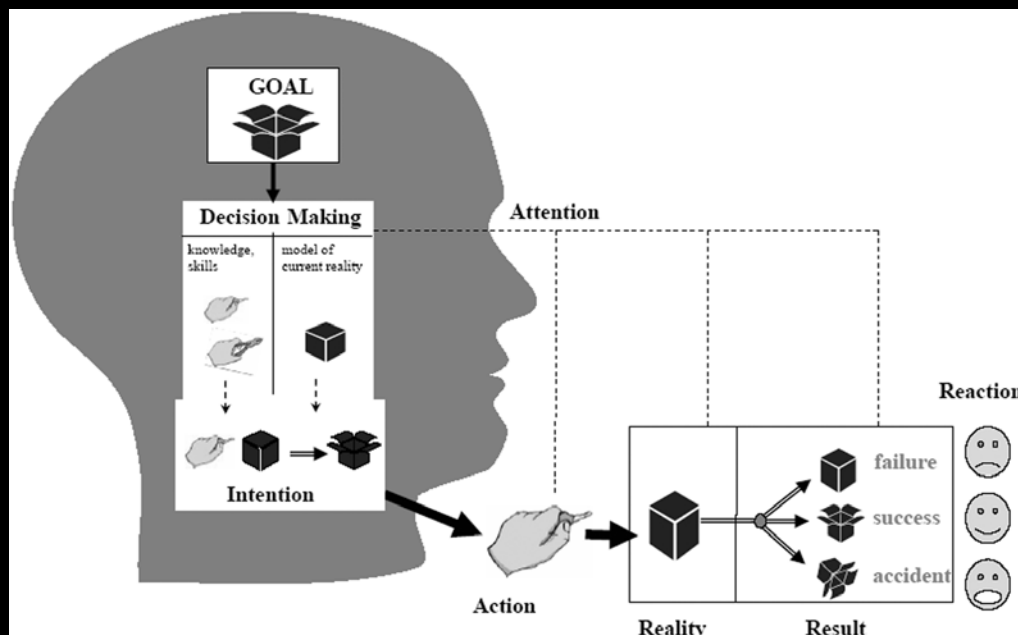 GOAL
Decision Making
knowledge,
skills
model of
current reality
Attention
Intention
Action
Reality
Result
failure
success
accident
Reaction